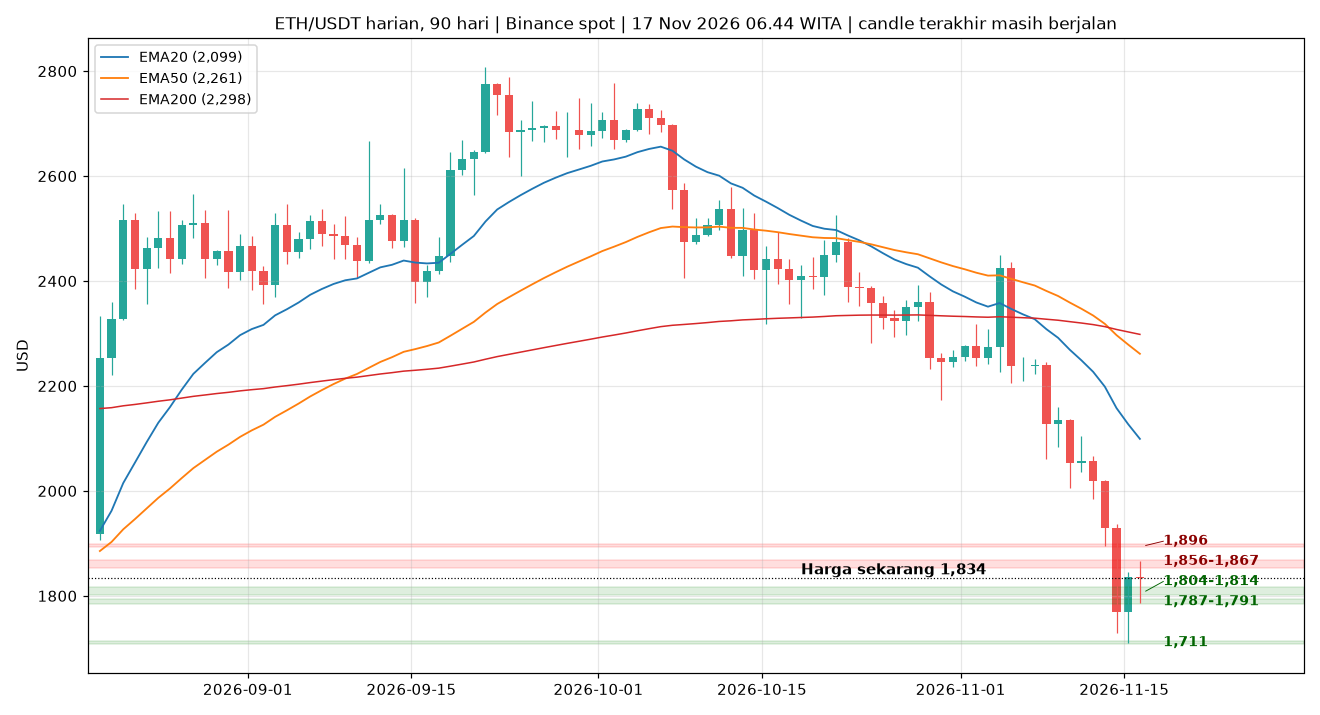 ETH/USDT harian, 90 hari | Binance spot | 17 Nov 2026 06.44 WITA | candle terakhir masih berjalan
EMA20 (2,099)
EMA50 (2,261)
EMA200 (2,298)
USD
2800
2600
2400
2200
2000
1800
Harga sekarang 1,834
1,896
1,856-1,867
1,804-1,814
1,787-1,791
1,711
2026-09-01
2026-09-15
2026-10-01
2026-10-15
2026-11-01
2026-11-15